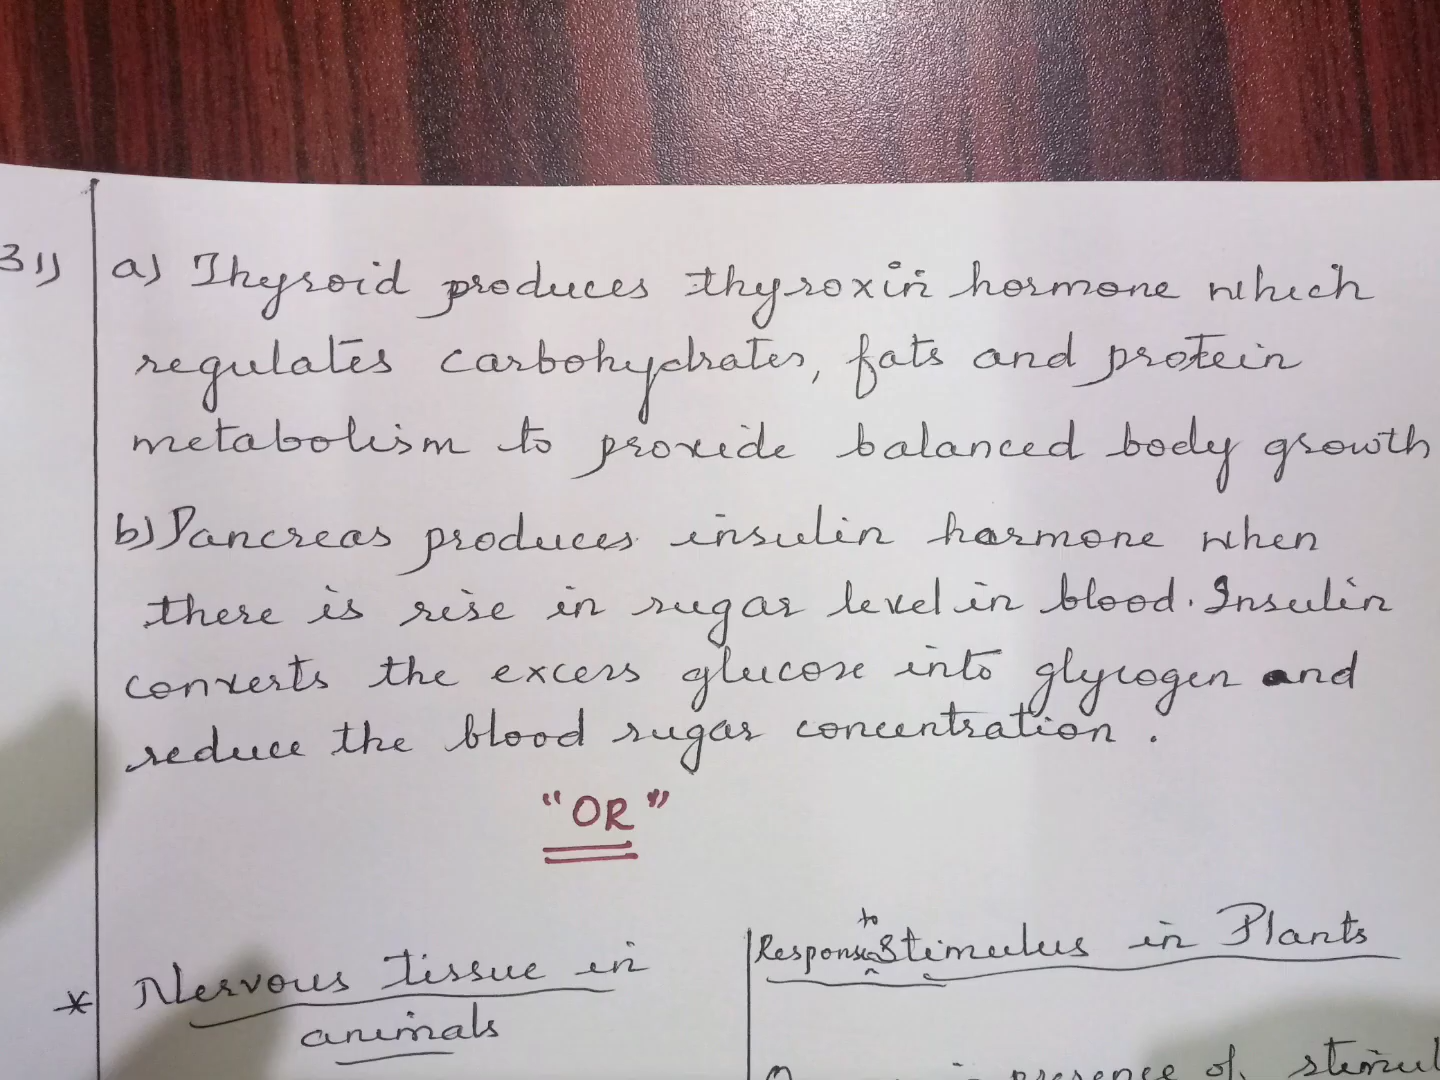 31) a) Thyroid produces thyroxin hormone which
regulates carbohydrates, fats and protein
metabolism to provide balanced body growth
b) Pancreas produces insulin hormone when
there is rise in sugar level in blood. Insulin
converts the excess glucose into glycogen and
reduce the blood sugar concentration.
"OR"
* Nervous tissue in
animals
Response to Stimulus in Plants
presence of